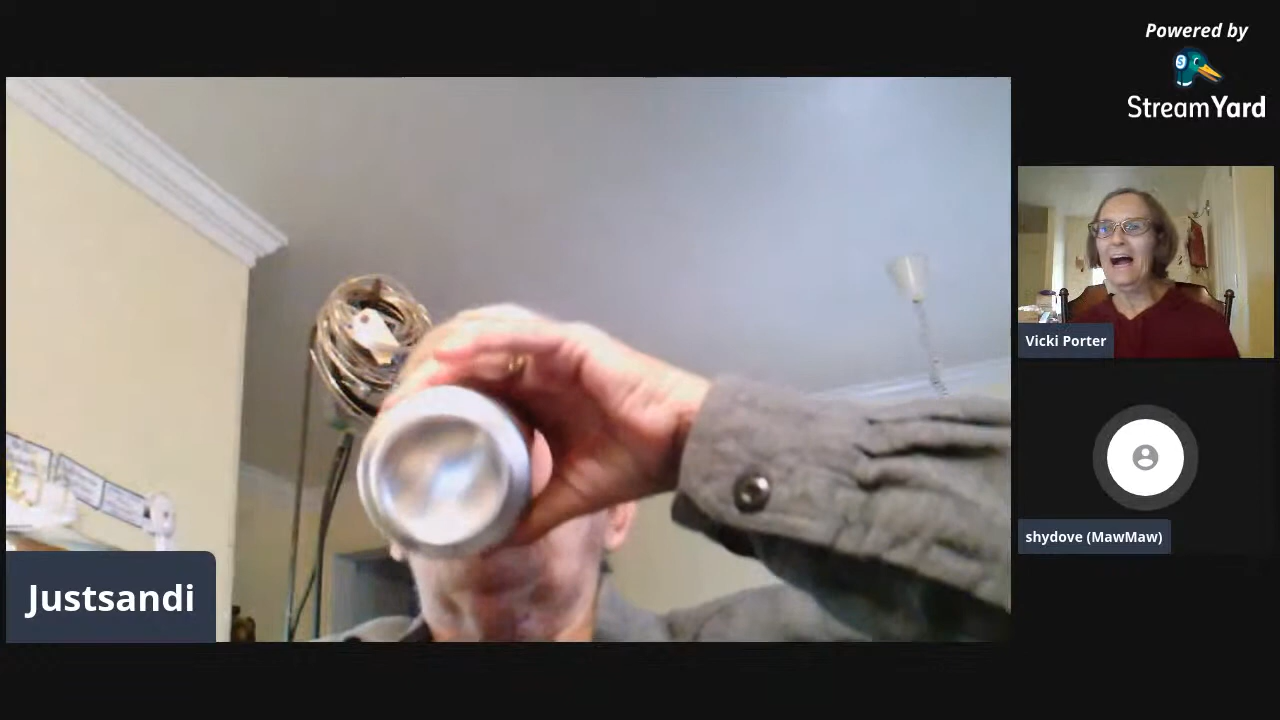 Powered by
StreamYard
Vicki Porter
shydove (MawMaw)
Justsandi